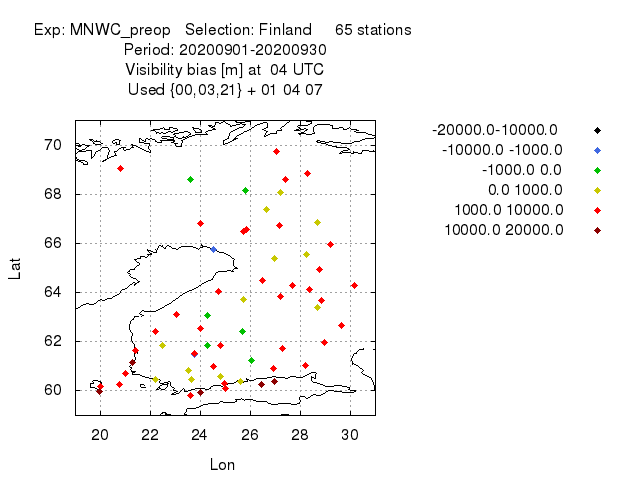 Exp: MNWC_preop   Selection: Finland      65 stations
Period: 20200901-20200930
Visibility bias [m] at  04 UTC
Used {00,03,21} + 01 04 07
-20000.0-10000.0
-10000.0 -1000.0
-1000.0 0.0
0.0 1000.0
1000.0 10000.0
10000.0 20000.0
70
68
66
64
62
60
Lat
20 22 24 26 28 30
Lon